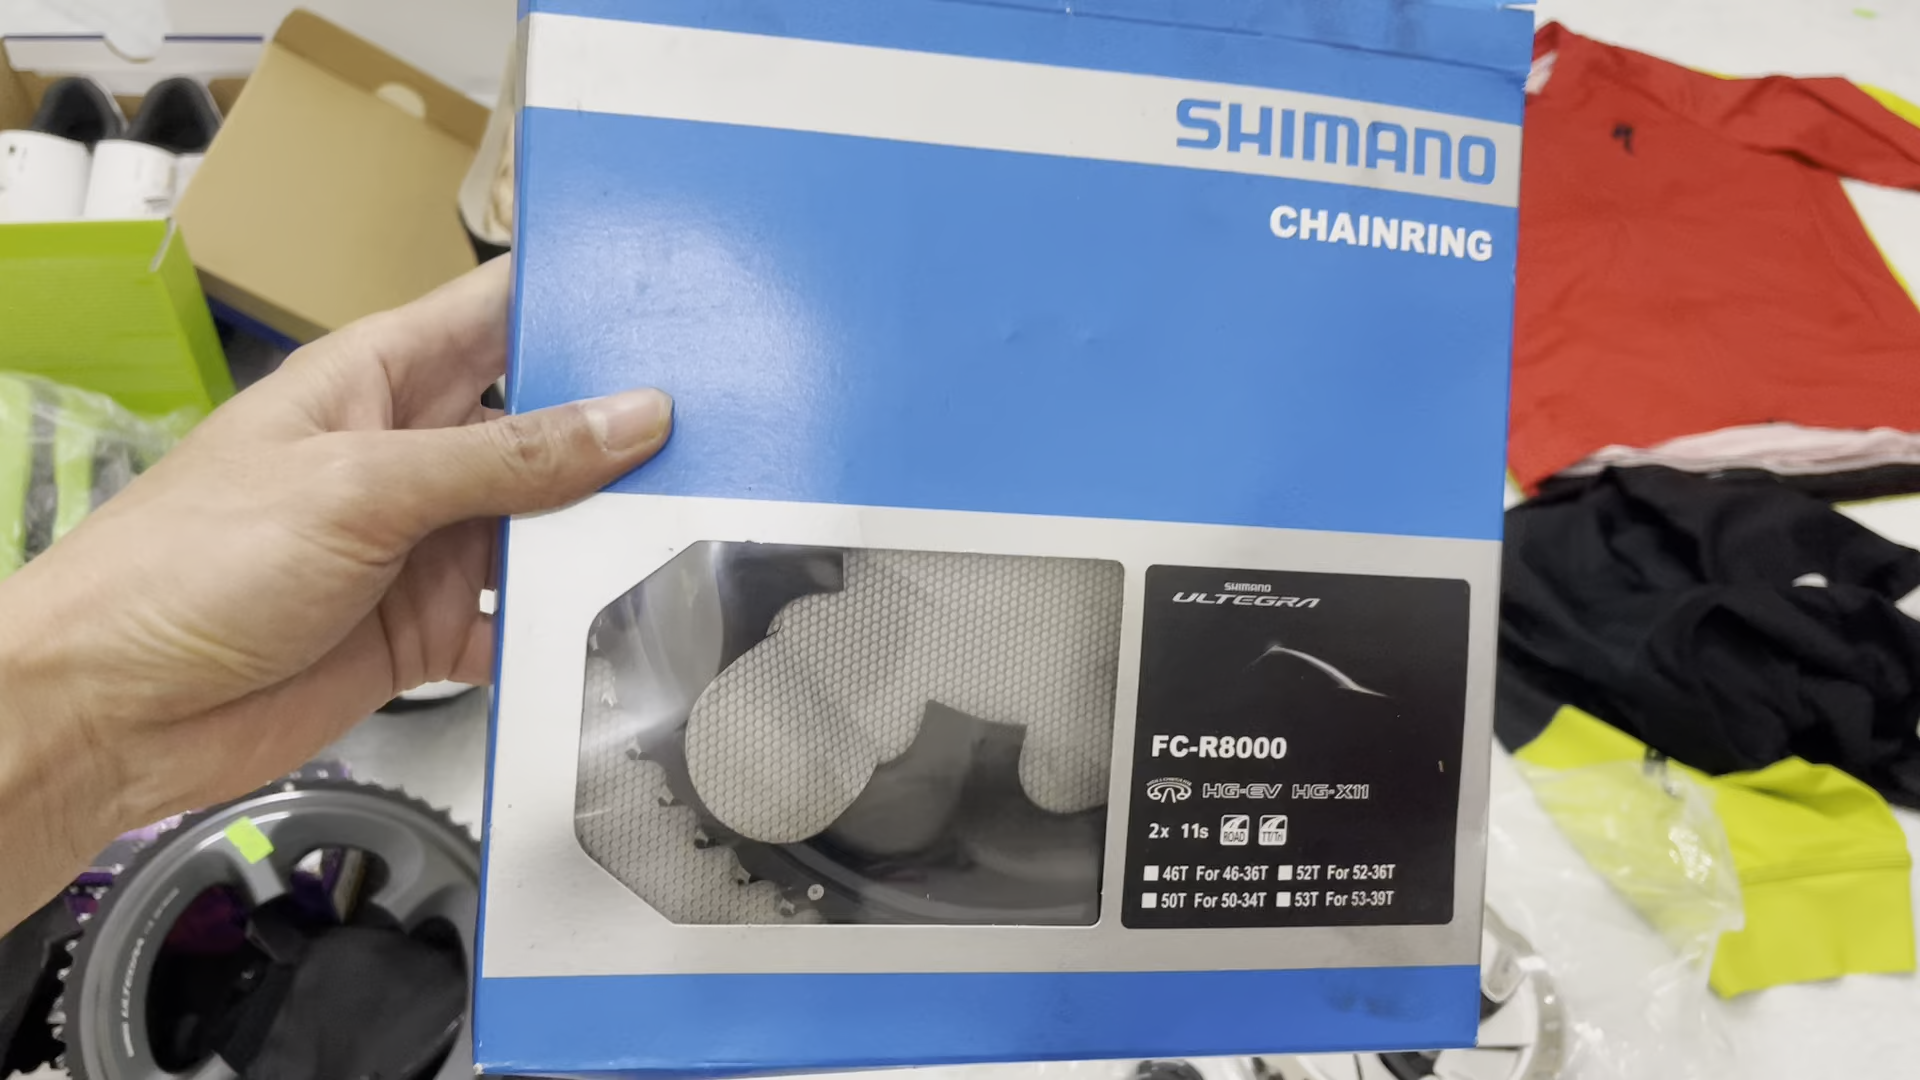 SHIMANO
CHAINRING
SHIMANO
ULTEGRA
FC-R8000
HG-EV HG-X11
2x 11s ROAD TT/Tri
46T For 46-36T 52T For 52-36T
50T For 50-34T 53T For 53-39T
ULTEGRA